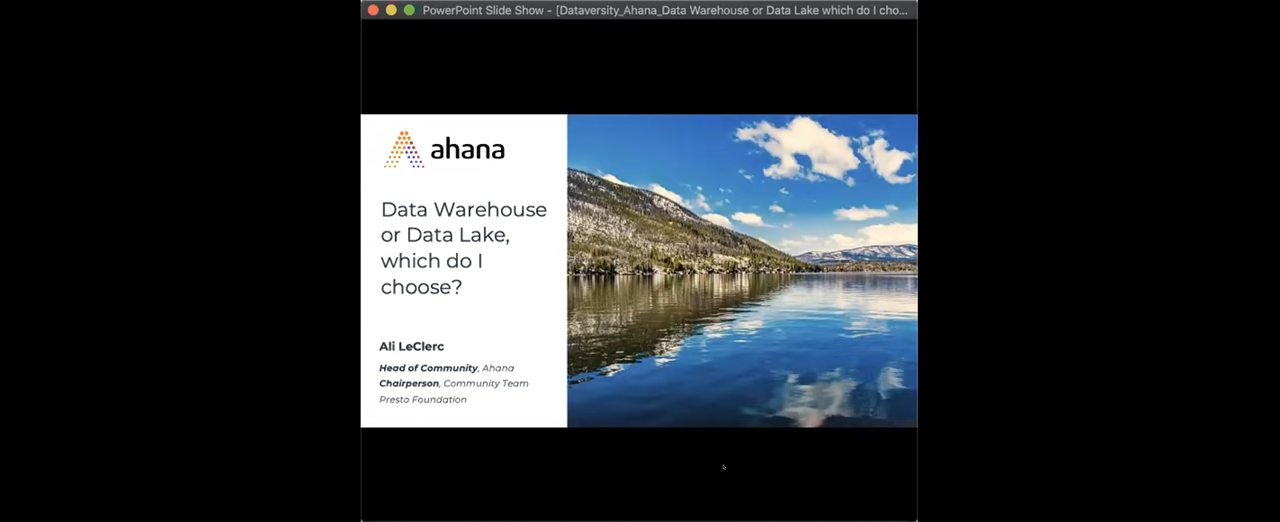 PowerPoint Slide Show - [Dataversity_Ahana_Data Warehouse or Data Lake which do I cho...
ahana
Data Warehouse
or Data Lake,
which do I
choose?
Ali LeClerc
Head of Community, Ahana
Chairperson, Community Team
Presto Foundation